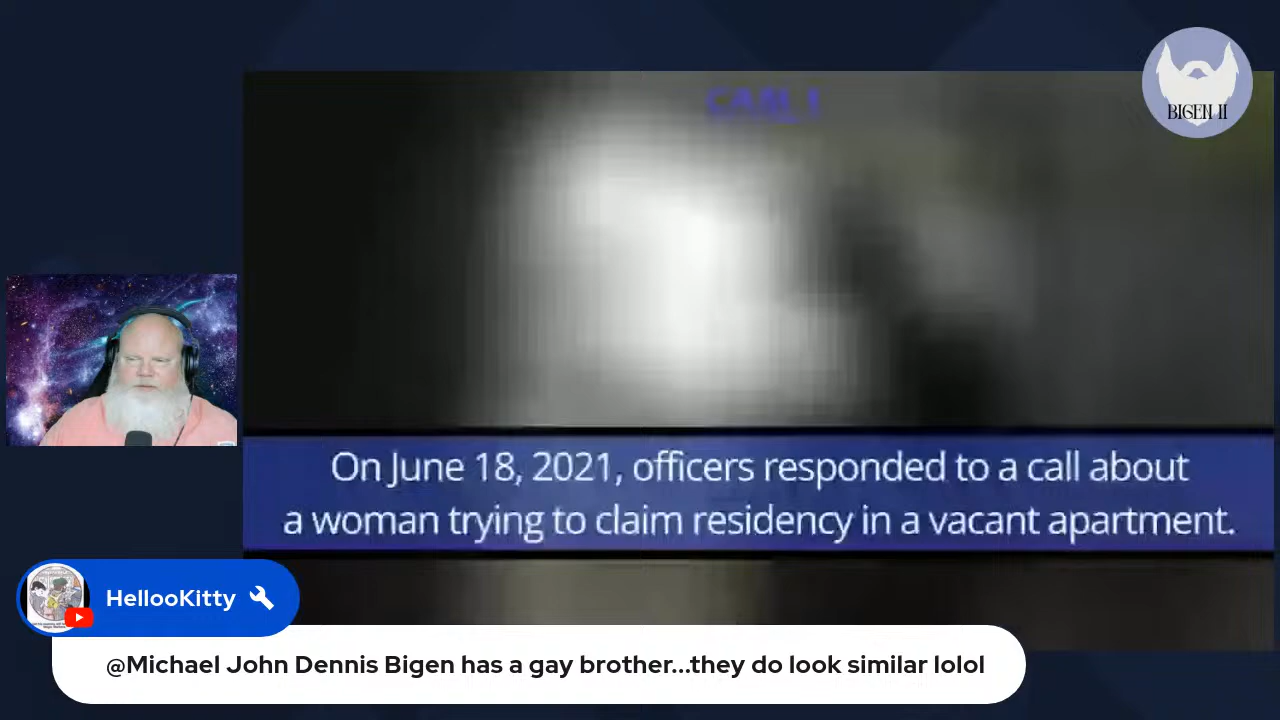 BIGEN II
On June 18, 2021, officers responded to a call about
a woman trying to claim residency in a vacant apartment.
HellooKitty
@Michael John Dennis Bigen has a gay brother...they do look similar lolol